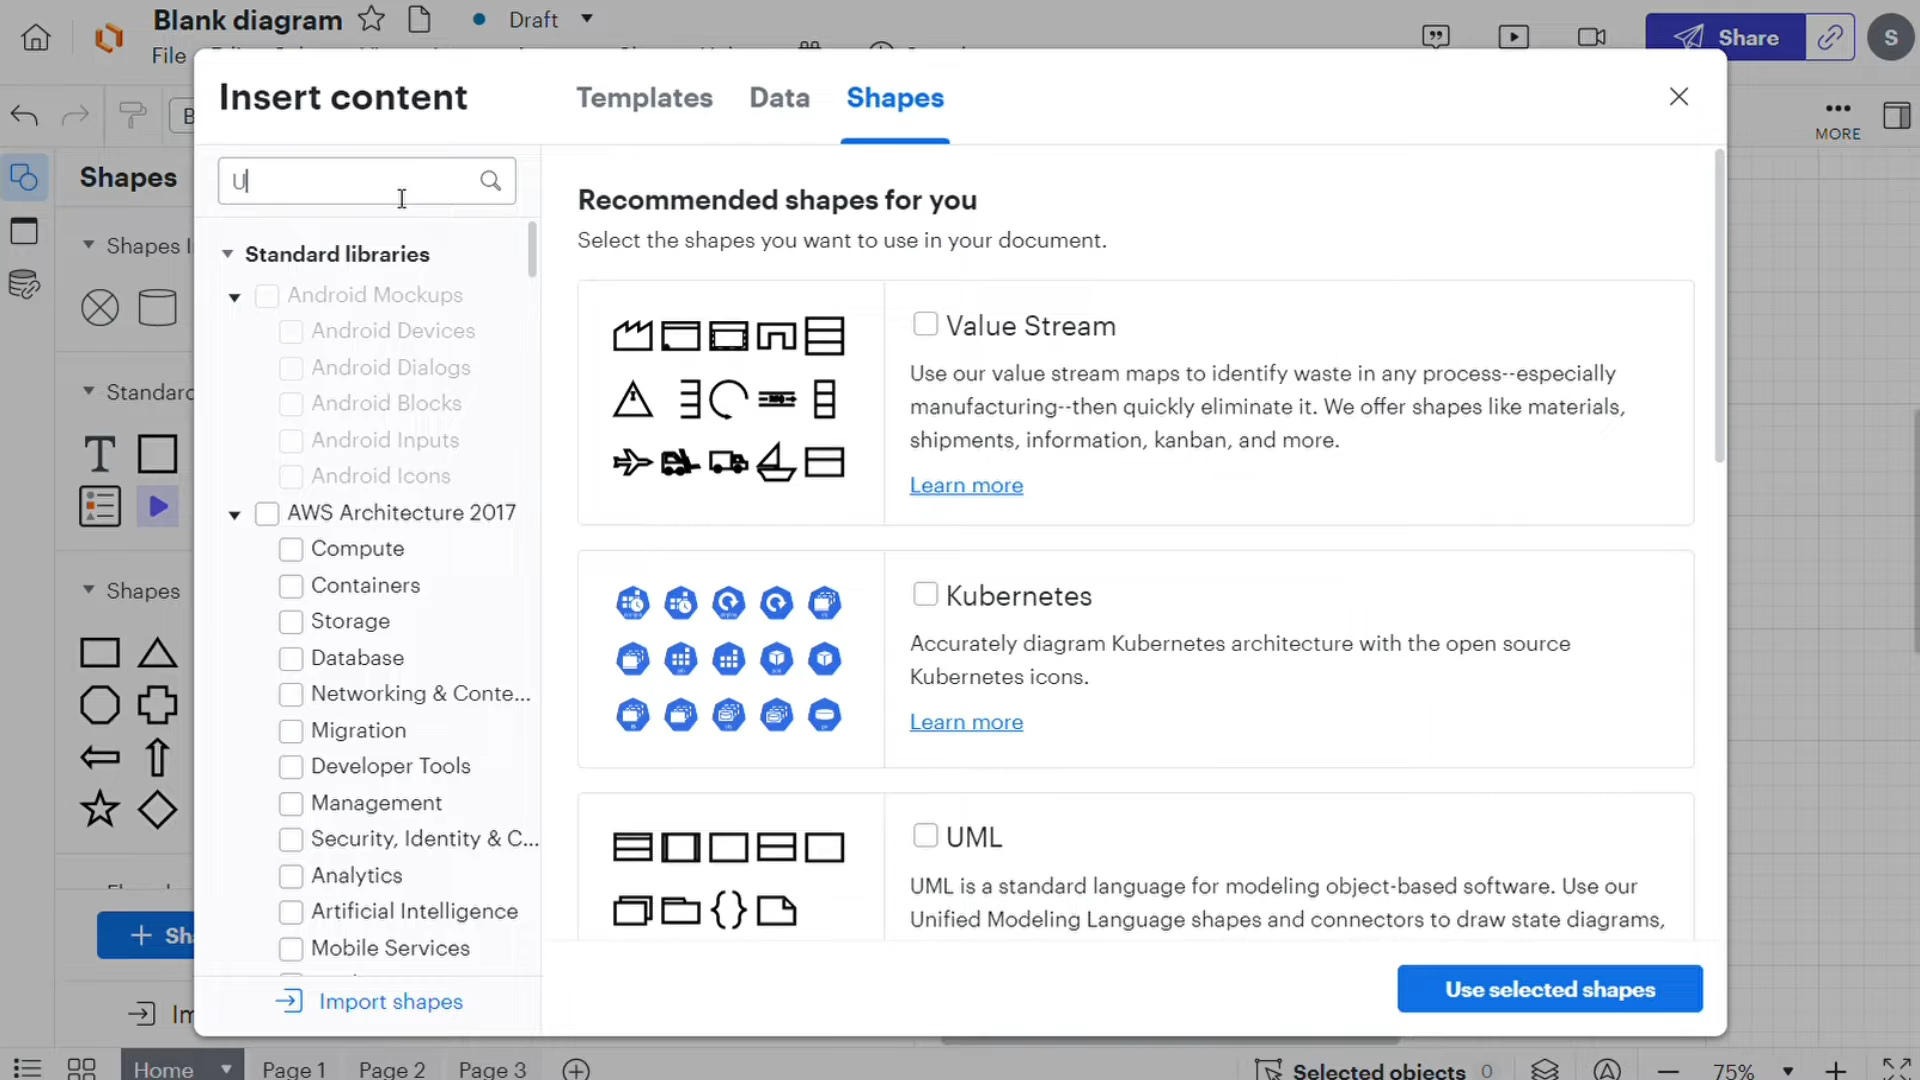 Blank diagram
Draft
File
Share
S
Insert content
Templates
Data
Shapes
MORE
U
Shapes
Standard libraries
Android Mockups
Android Devices
Android Dialogs
Android Blocks
Android Inputs
Android Icons
AWS Architecture 2017
Compute
Containers
Storage
Database
Networking & Conte...
Migration
Developer Tools
Management
Security, Identity & C...
Analytics
Artificial Intelligence
Mobile Services
Import shapes
Shapes
Standard
T
Shapes
Recommended shapes for you
Select the shapes you want to use in your document.
Value Stream
Use our value stream maps to identify waste in any process--especially
manufacturing--then quickly eliminate it. We offer shapes like materials,
shipments, information, kanban, and more.
Learn more
Kubernetes
Accurately diagram Kubernetes architecture with the open source
Kubernetes icons.
Learn more
UML
UML is a standard language for modeling object-based software. Use our
Unified Modeling Language shapes and connectors to draw state diagrams,
Use selected shapes
Home
Page 1
Page 2
Page 3
Selected objects 0
75%